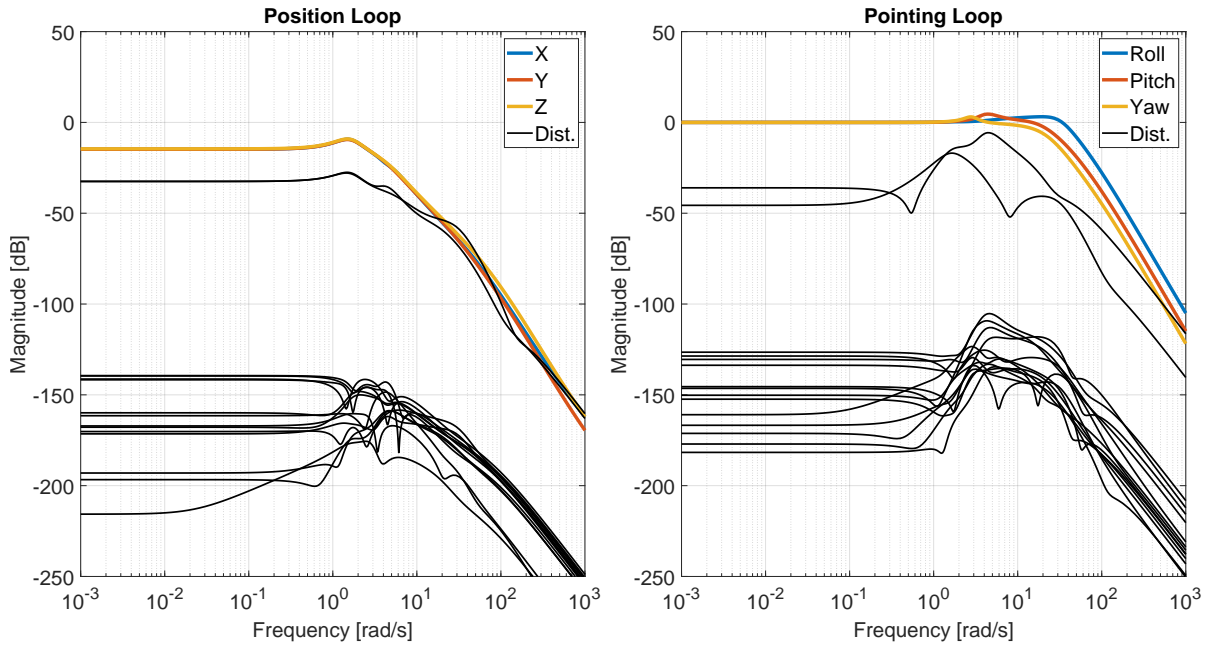 Position Loop
50
0
-50
-100
-150
-200
-250
Magnitude [dB]
X
Y
Z
Dist.
10^-3
10^-2
10^-1
10^0
10^1
10^2
10^3
Frequency [rad/s]
Pointing Loop
50
0
-50
-100
-150
-200
-250
Magnitude [dB]
Roll
Pitch
Yaw
Dist.
10^-3
10^-2
10^-1
10^0
10^1
10^2
10^3
Frequency [rad/s]